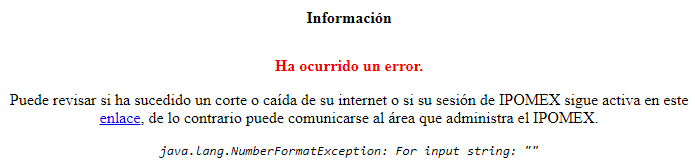 Información
Ha ocurrido un error.
Puede revisar si ha sucedido un corte o caída de su internet o si su sesión de IPOMEX sigue activa en este
enlace, de lo contrario puede comunicarse al área que administra el IPOMEX.
java.lang.NumberFormatException: For input string: ""